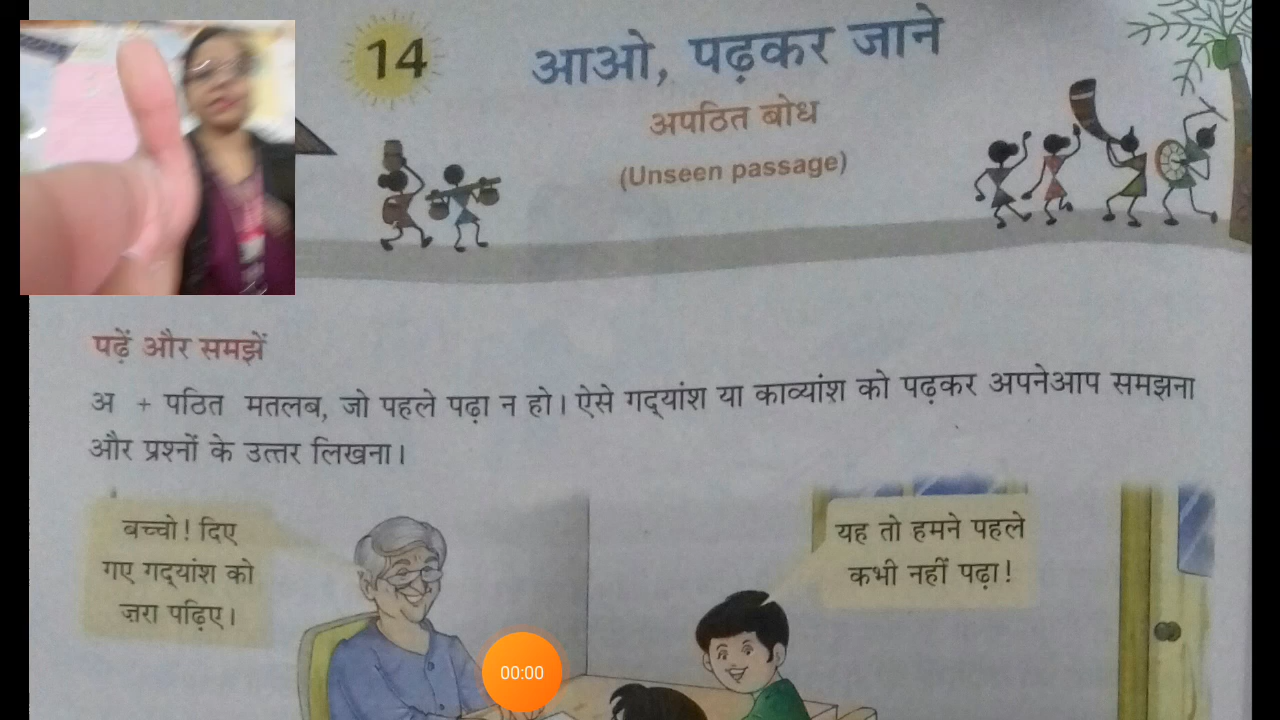 14
आओ, पढ़कर जाने
अपठित बोध
(Unseen passage)
पढ़ें और समझें
अ + पठित मतलब, जो पहले पढ़ा न हो। ऐसे गद्‌यांश या काव्यांश को पढ़कर अपनेआप समझना
और प्रश्नों के उत्तर लिखना।
बच्चो! दिए
गए गद्‌यांश को
ज़रा पढ़िए।
यह तो हमने पहले
कभी नहीं पढ़ा!
00:00